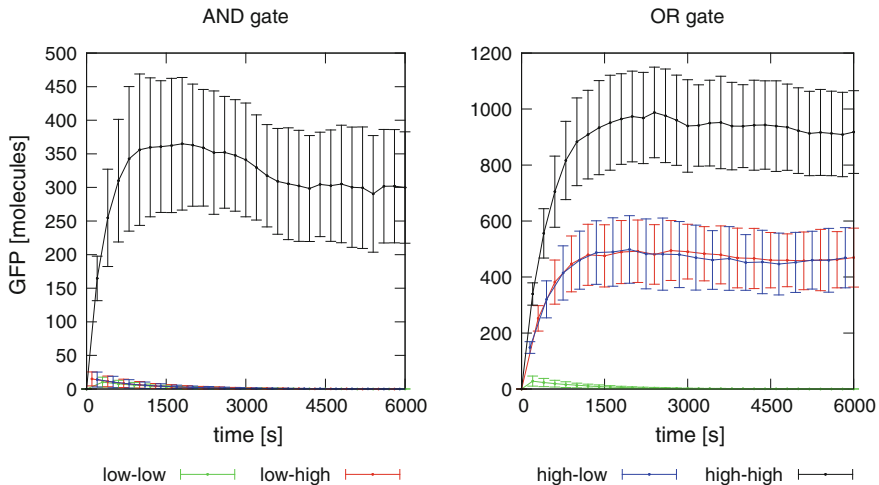 AND gate
OR gate
GFP [molecules]
500
450
400
350
300
250
200
150
100
50
0
0 1500 3000 4500 6000
time [s]
1200
1000
800
600
400
200
0
0 1500 3000 4500 6000
time [s]
low-low low-high high-low high-high